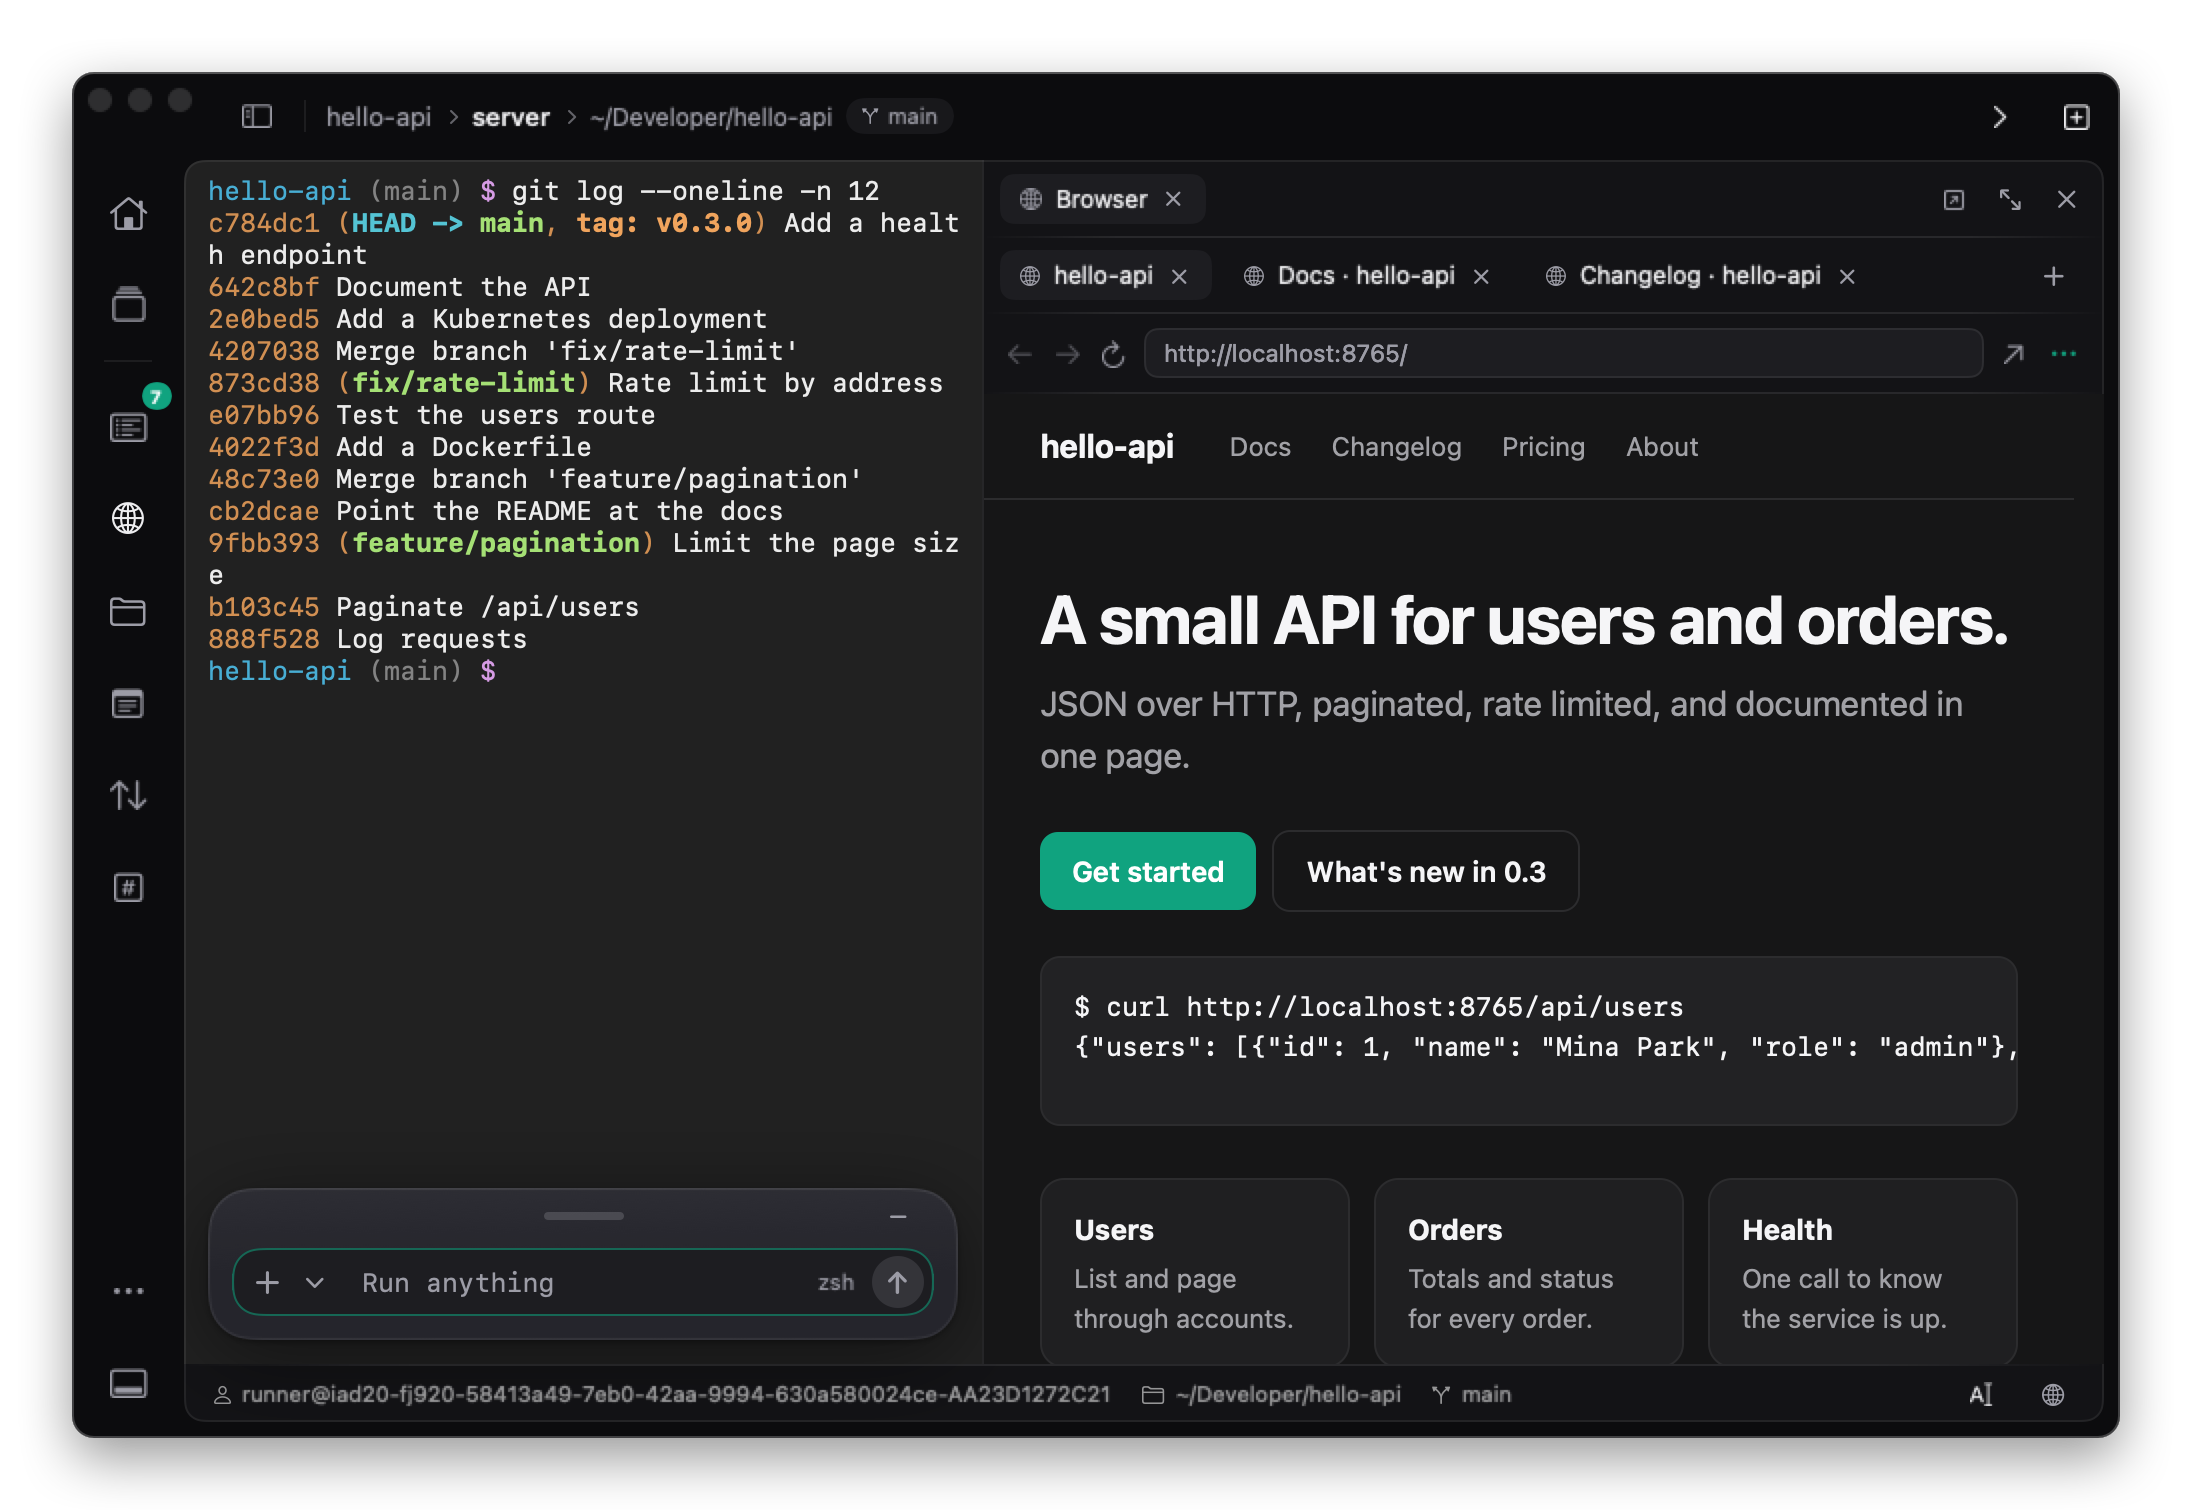 hello-api > server > ~/Developer/hello-api main
7
hello-api (main) $ git log --oneline -n 12
c784dc1 (HEAD -> main, tag: v0.3.0) Add a healt
h endpoint
642c8bf Document the API
2e0bed5 Add a Kubernetes deployment
4207038 Merge branch 'fix/rate-limit'
873cd38 (fix/rate-limit) Rate limit by address
e07bb96 Test the users route
4022f3d Add a Dockerfile
48c73e0 Merge branch 'feature/pagination'
cb2dcae Point the README at the docs
9fbb393 (feature/pagination) Limit the page siz
e
b103c45 Paginate /api/users
888f528 Log requests
hello-api (main) $
Run anything
zsh
Browser
hello-api
Docs · hello-api
Changelog · hello-api
http://localhost:8765/
hello-api Docs Changelog Pricing About
A small API for users and orders.
JSON over HTTP, paginated, rate limited, and documented in
one page.
Get started
What's new in 0.3
$ curl http://localhost:8765/api/users
{"users": [{"id": 1, "name": "Mina Park", "role": "admin"},
Users
List and page
through accounts.
Orders
Totals and status
for every order.
Health
One call to know
the service is up.
runner@iad20-fj920-58413a49-7eb0-42aa-9994-630a580024ce-AA23D1272C21 ~/Developer/hello-api main